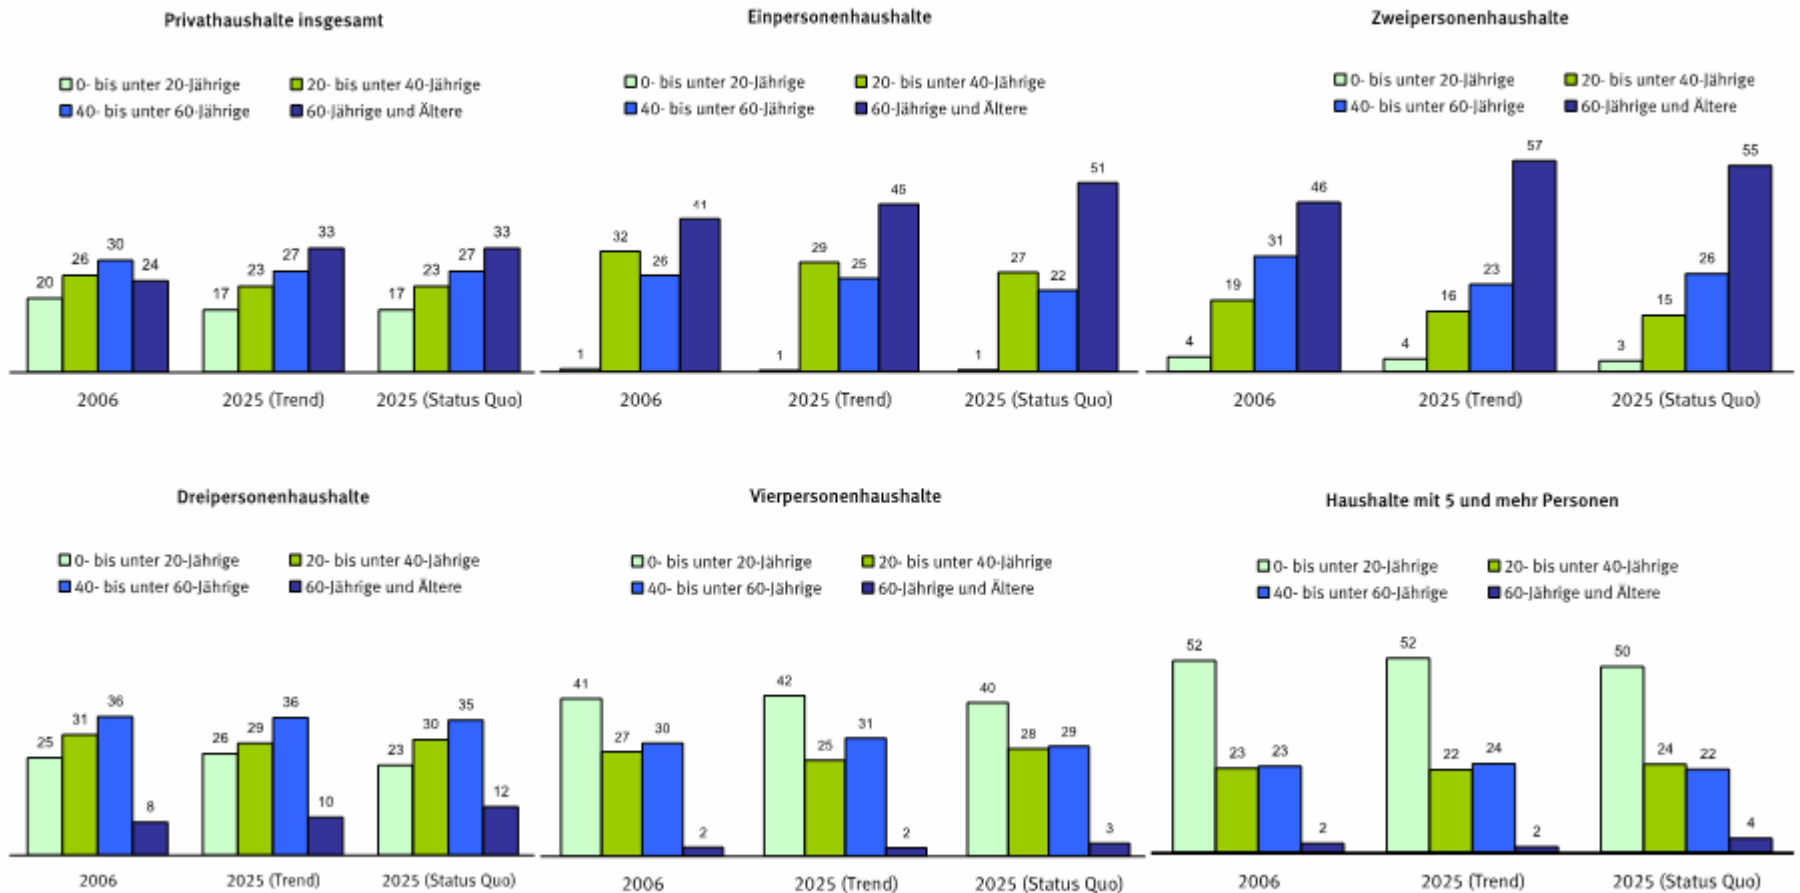 Privathaushalte insgesamt
0- bis unter 20-Jährige 20- bis unter 40-Jährige
40- bis unter 60-Jährige 60-Jährige und Ältere
20 26 30 24 17 23 27 33 17 23 27 33
2006 2025 (Trend) 2025 (Status Quo)
Einpersonenhaushalte
0- bis unter 20-Jährige 20- bis unter 40-Jährige
40- bis unter 60-Jährige 60-Jährige und Ältere
1 32 26 41 1 29 25 45 1 27 22 51
2006 2025 (Trend) 2025 (Status Quo)
Zweipersonenhaushalte
0- bis unter 20-Jährige 20- bis unter 40-Jährige
40- bis unter 60-Jährige 60-Jährige und Ältere
4 19 31 46 4 16 23 57 3 15 26 55
2006 2025 (Trend) 2025 (Status Quo)
Dreipersonenhaushalte
0- bis unter 20-Jährige 20- bis unter 40-Jährige
40- bis unter 60-Jährige 60-Jährige und Ältere
25 31 36 8 26 29 36 10 23 30 35 12
2006 2025 (Trend) 2025 (Status Quo)
Vierpersonenhaushalte
0- bis unter 20-Jährige 20- bis unter 40-Jährige
40- bis unter 60-Jährige 60-Jährige und Ältere
41 27 30 2 42 25 31 2 40 28 29 3
2006 2025 (Trend) 2025 (Status Quo)
Haushalte mit 5 und mehr Personen
0- bis unter 20-Jährige 20- bis unter 40-Jährige
40- bis unter 60-Jährige 60-Jährige und Ältere
52 23 23 2 52 22 24 2 50 24 22 4
2006 2025 (Trend) 2025 (Status Quo)